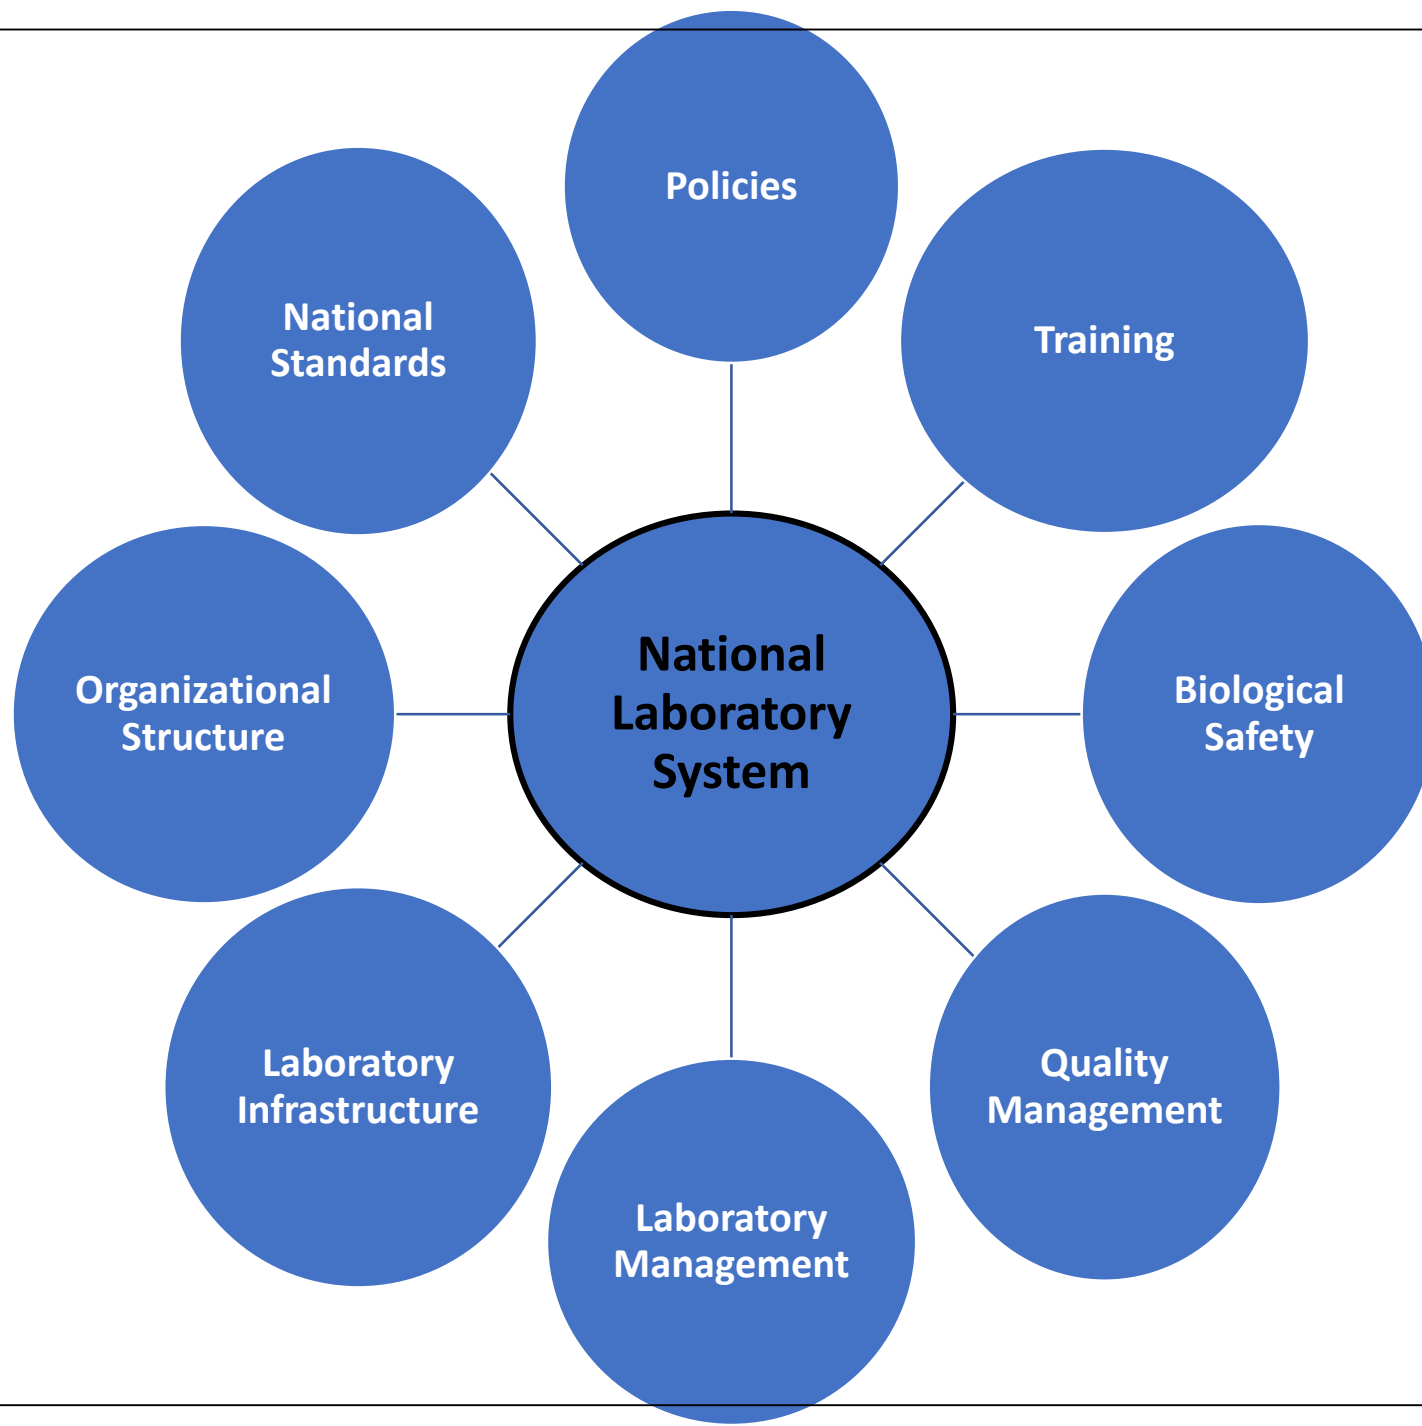 Policies
Training
Biological
Safety
Quality
Management
Laboratory
Management
Laboratory
Infrastructure
Organizational
Structure
National
Standards
National
Laboratory
System